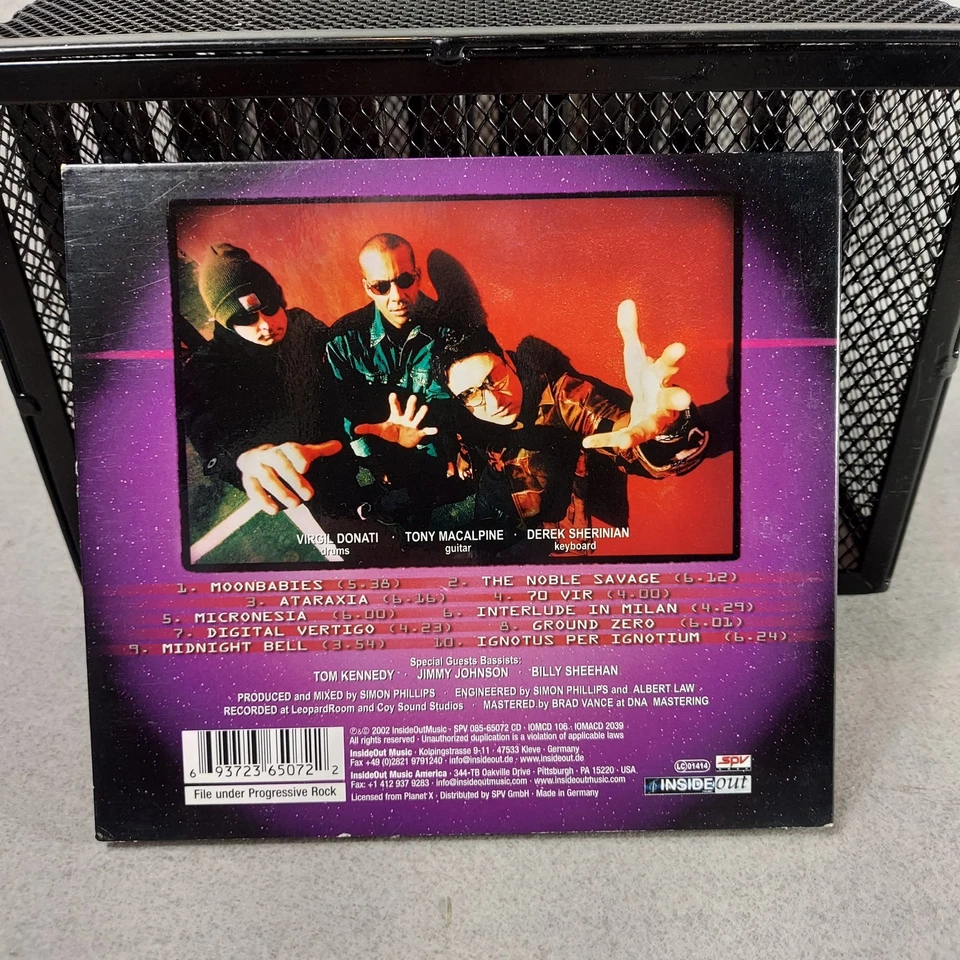 VIRGIL DONATI · TONY MACALPINE · DEREK SHERINIAN
drums guitar keyboard
1. MOONBABIES (5.38) 2. THE NOBLE SAVAGE (6.12)
3. ATARAXIA (6.16) 4. 70 VIR (4.00)
5. MICRONESIA (6.00) 6. INTERLUDE IN MILAN (4.29)
7. DIGITAL VERTIGO (4.23) 8. GROUND ZERO (6.01)
9. MIDNIGHT BELL (3.54) 10. IGNOTUS PER IGNOTIUM (6.24)
Special Guests Bassists:
TOM KENNEDY · JIMMY JOHNSON · BILLY SHEEHAN
PRODUCED and MIXED by SIMON PHILLIPS · ENGINEERED by SIMON PHILLIPS and ALBERT LAW
RECORDED at LeopardRoom and Coy Sound Studios · MASTERED by BRAD VANCE at DNA MASTERING
℗&© 2002 InsideOutMusic · SPV 085-65072 CD · IOMCD 106 · IOMACD 2039
All rights reserved · Unauthorized duplication is a violation of applicable laws
InsideOut Music · Kolpingstrasse 9-11 · 47533 Kleve · Germany
Fax +49 (0)2821 9791240 · info@insideout.de · www.insideout.de
InsideOut Music America · 344-TB Oakville Drive · Pittsburgh · PA 15220 · USA
Fax: +1 412 937 9283 · info@insideoutmusic.com · www.insideoutmusic.com
Licensed from Planet X · Distributed by SPV GmbH · Made in Germany
6 93723 65072 2
File under Progressive Rock
LC 01414
SPV
INSIDEout